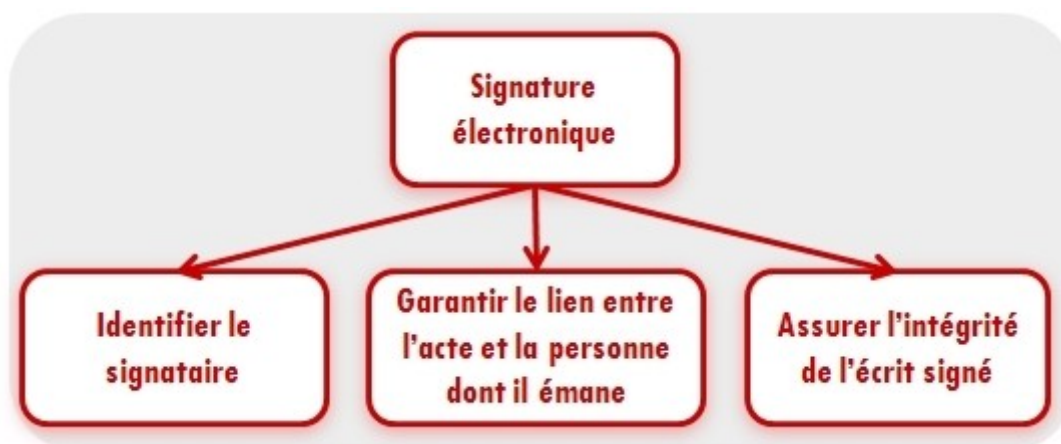 Signature
électronique
Identifier le
signataire
Garantir le lien entre
l'acte et la personne
dont il émane
Assurer l'intégrité
de l'écrit signé